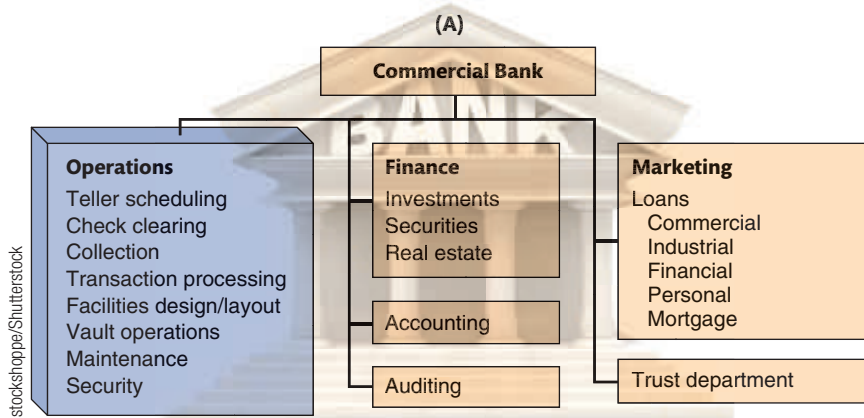 (A)
Commercial Bank
BANK
Operations
Teller scheduling
Check clearing
Collection
Transaction processing
Facilities design/layout
Vault operations
Maintenance
Security
Finance
Investments
Securities
Real estate
Accounting
Auditing
Marketing
Loans
Commercial
Industrial
Financial
Personal
Mortgage
Trust department
stockshoppe/Shutterstock